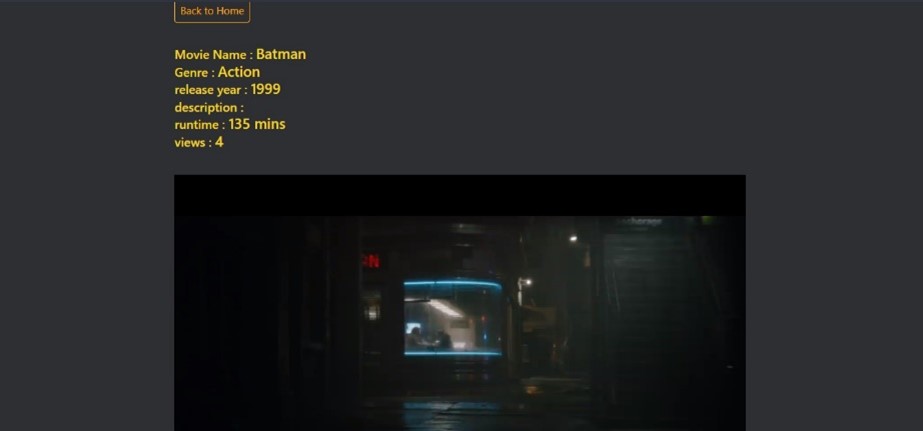 Back to Home
Movie Name : Batman
Genre : Action
release year : 1999
description :
runtime : 135 mins
views : 4